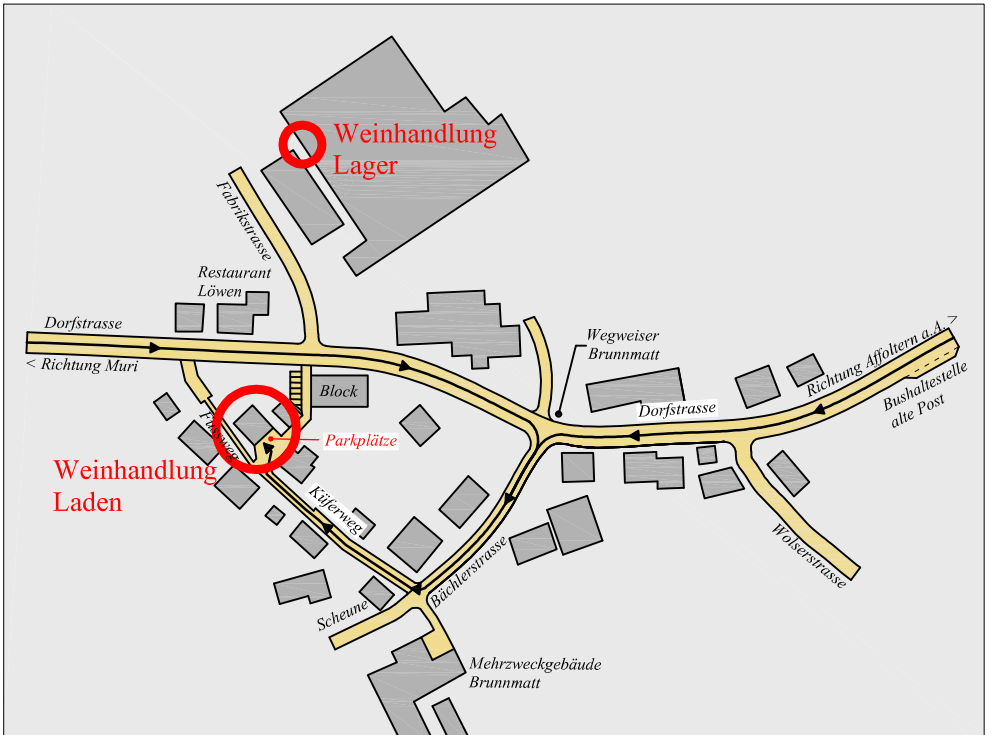 Weinhandlung
Lager
Fabrikstrasse
Restaurant
Löwen
Dorfstrasse
< Richtung Muri
Wegweiser
Brunnmatt
Richtung Affoltern a.A. >
Bushaltestelle
alte Post
Block
Dorfstrasse
Fussweg
Parkplätze
Weinhandlung
Laden
Küferweg
Bächlerstrasse
Wolserstrasse
Scheune
Mehrzweckgebäude
Brunnmatt